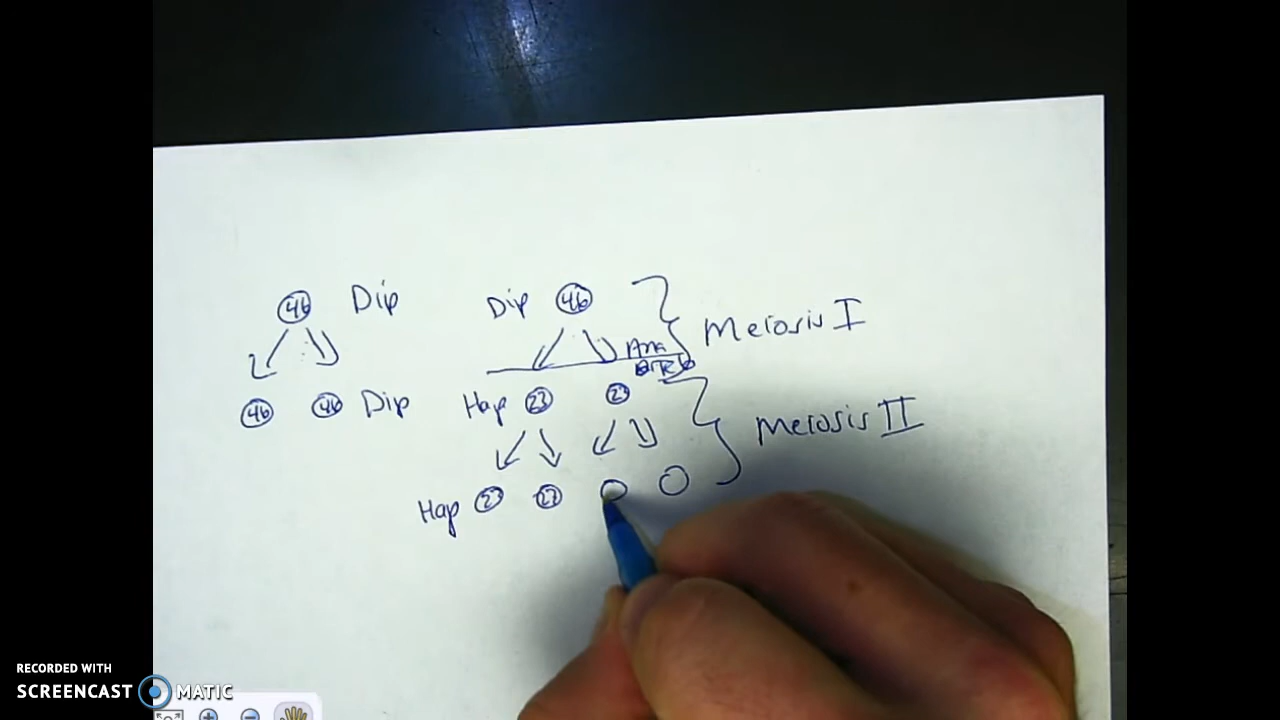 46 Dip Dip 46
Meiosis I
Ana
46 46 Dip Hap 23 23
Meiosis II
Hap 23 23
RECORDED WITH
SCREENCAST MATIC